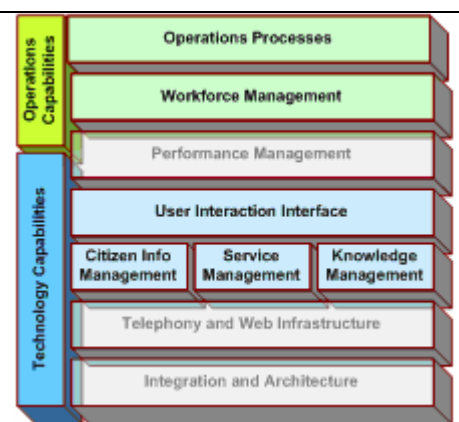 Operations Capabilities
Operations Processes
Workforce Management
Performance Management
Technology Capabilities
User Interaction Interface
Citizen Info
Management
Service
Management
Knowledge
Management
Telephony and Web Infrastructure
Integration and Architecture